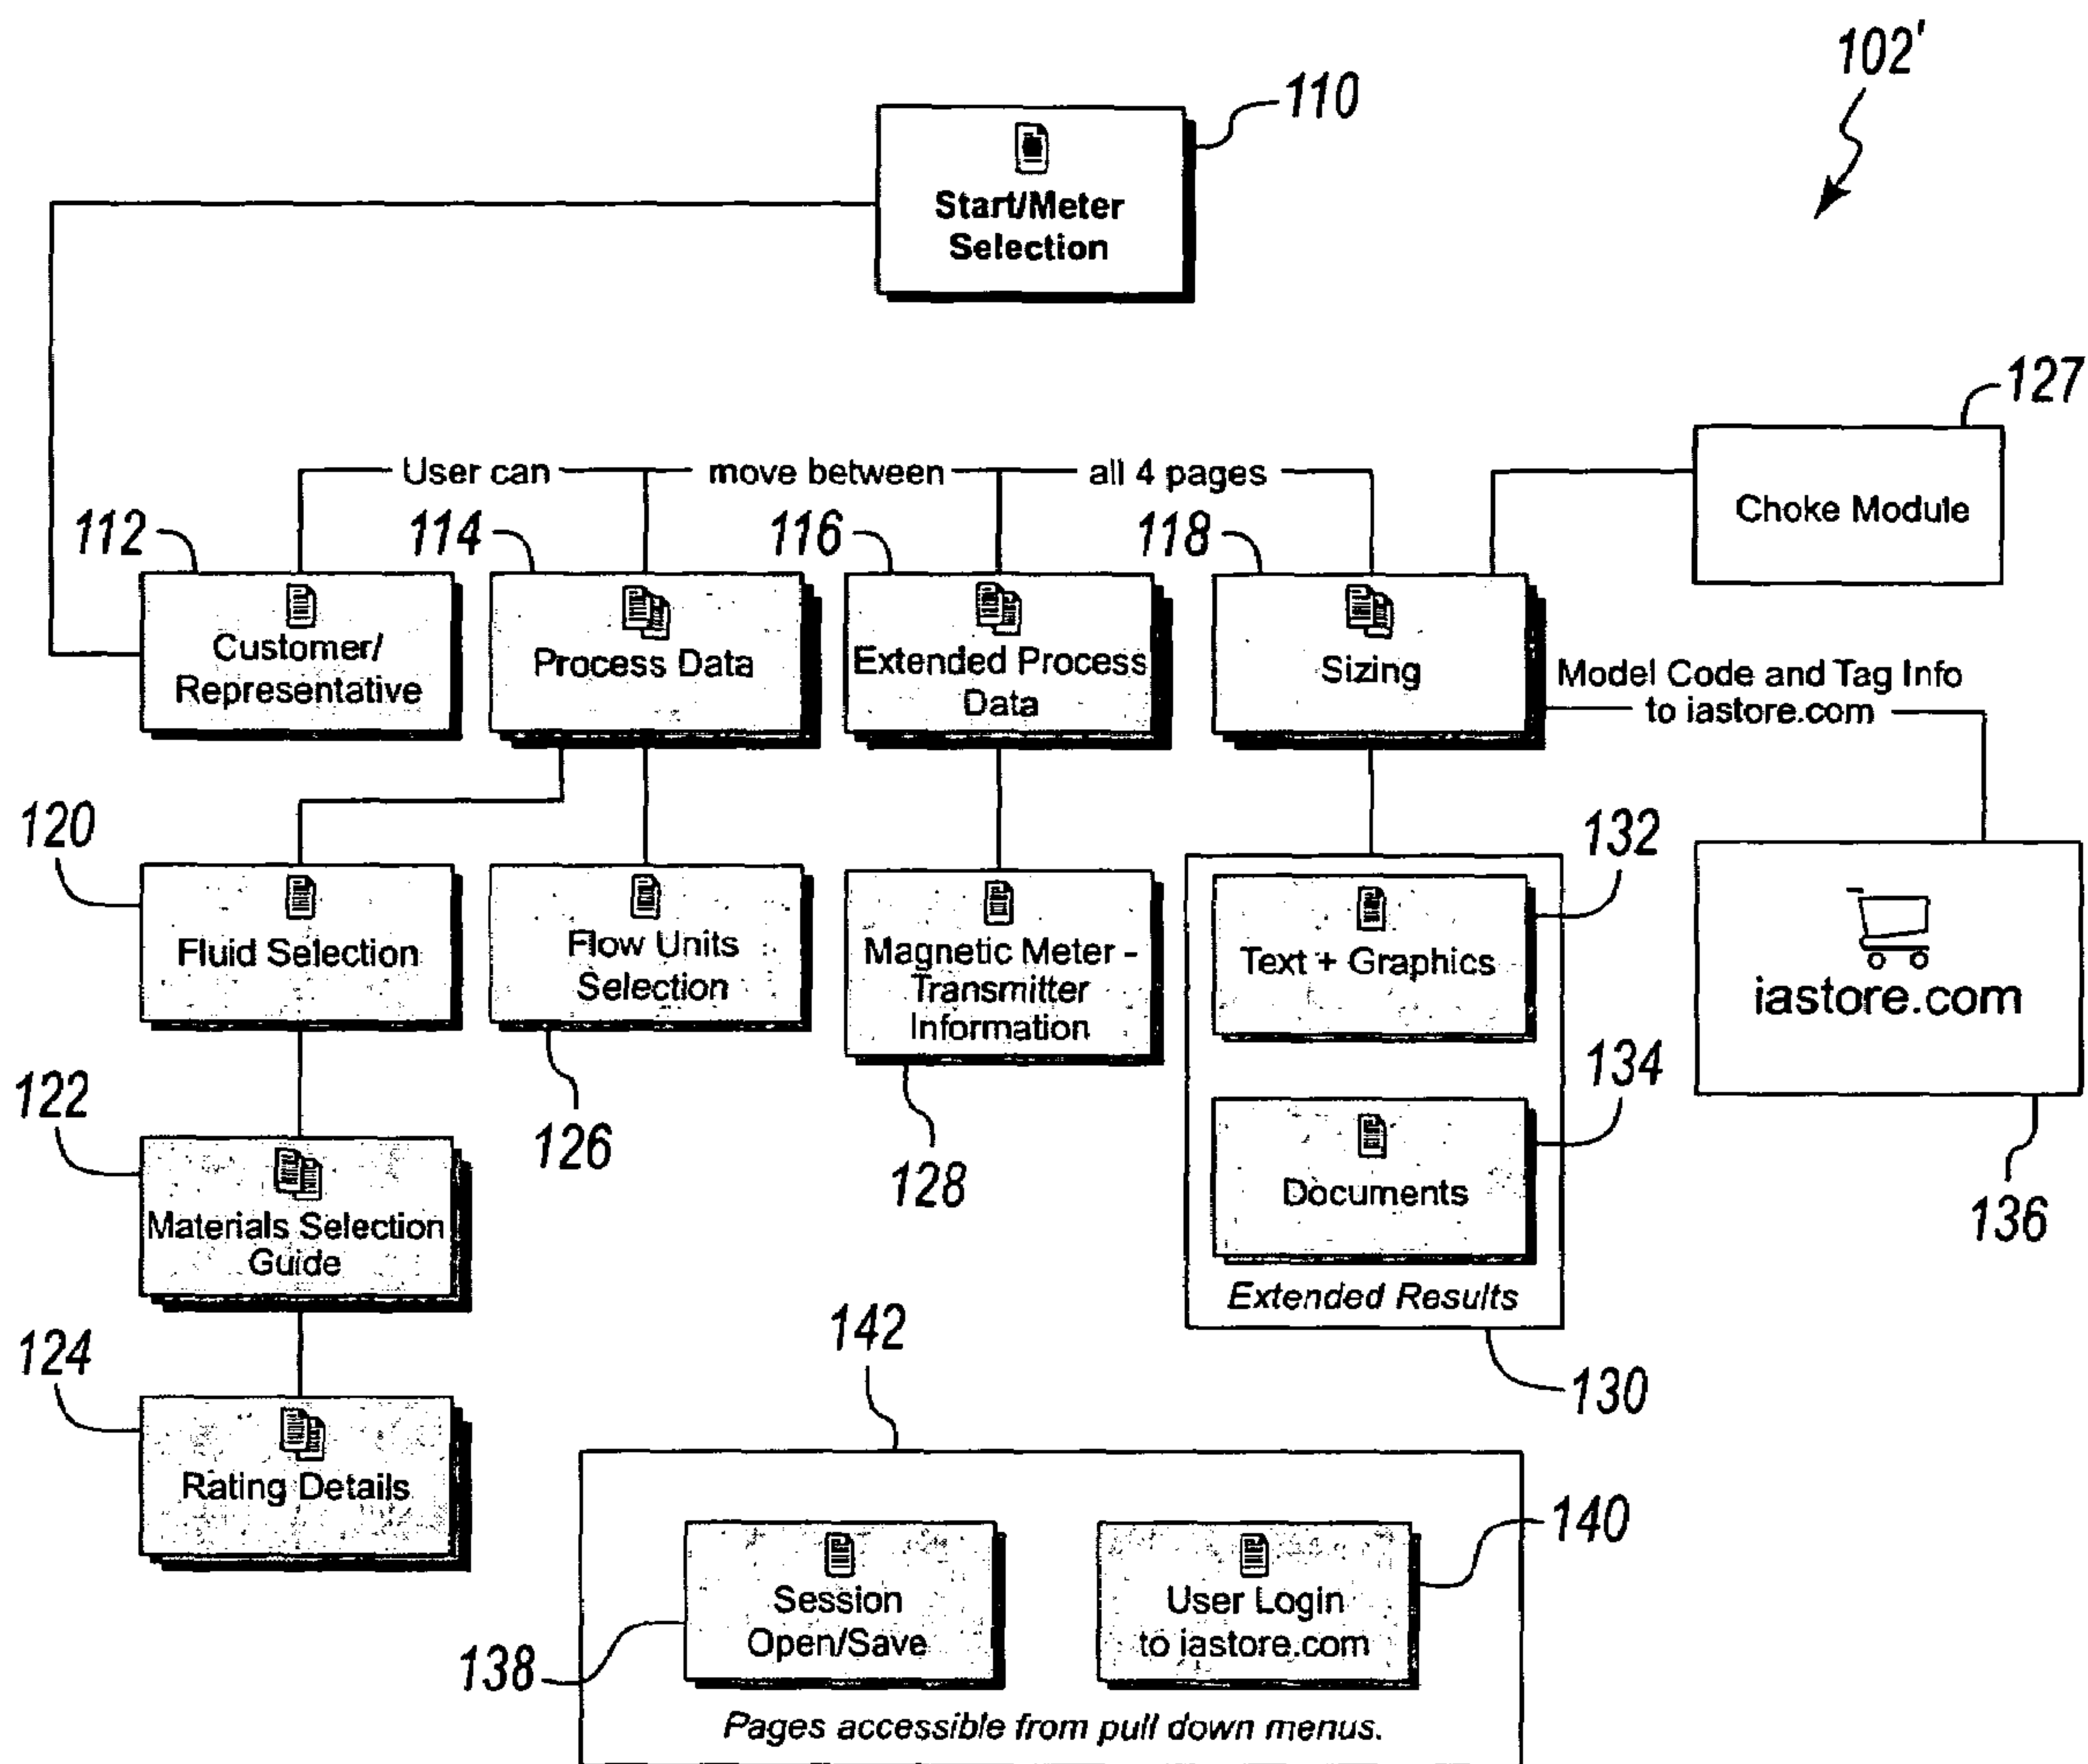 102'
110
Start/Meter
Selection
127
Choke Module
User can move between all 4 pages
112
114
116
118
Customer/
Representative
Process Data
Extended Process
Data
Sizing
Model Code and Tag Info
to iastore.com
120
Fluid Selection
Flow Units
Selection
126
Magnetic Meter -
Transmitter
Information
128
132
Text + Graphics
134
Documents
Extended Results
130
iastore.com
136
122
Materials Selection
Guide
124
Rating Details
142
138
Session
Open/Save
140
User Login
to iastore.com
Pages accessible from pull down menus.